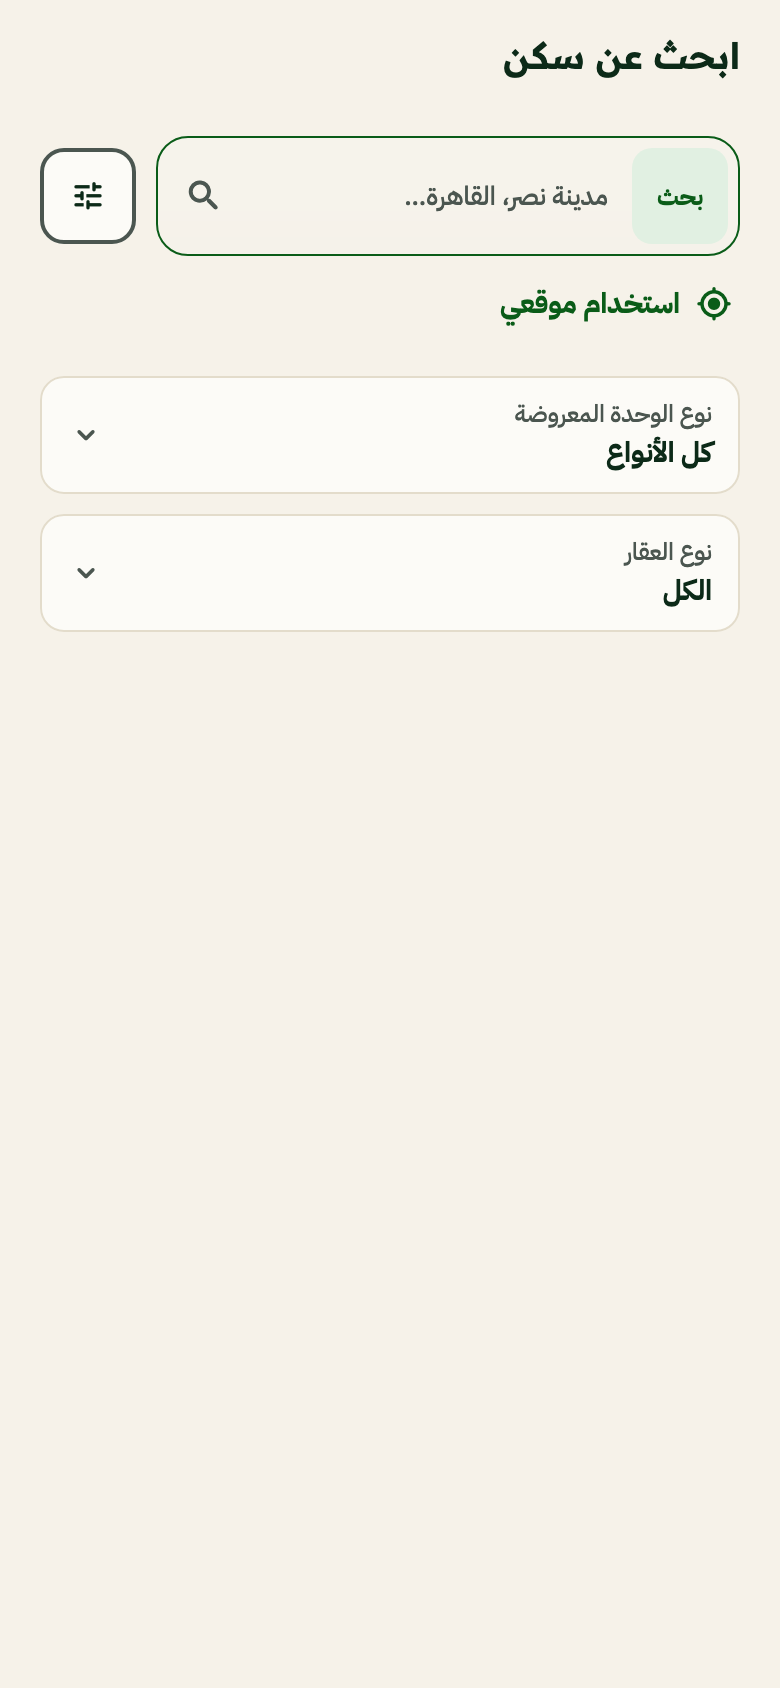 ابحث عن سكن
بحث
مدينة نصر، القاهرة...
استخدام موقعي
نوع الوحدة المعروضة
كل الأنواع
نوع العقار
الكل